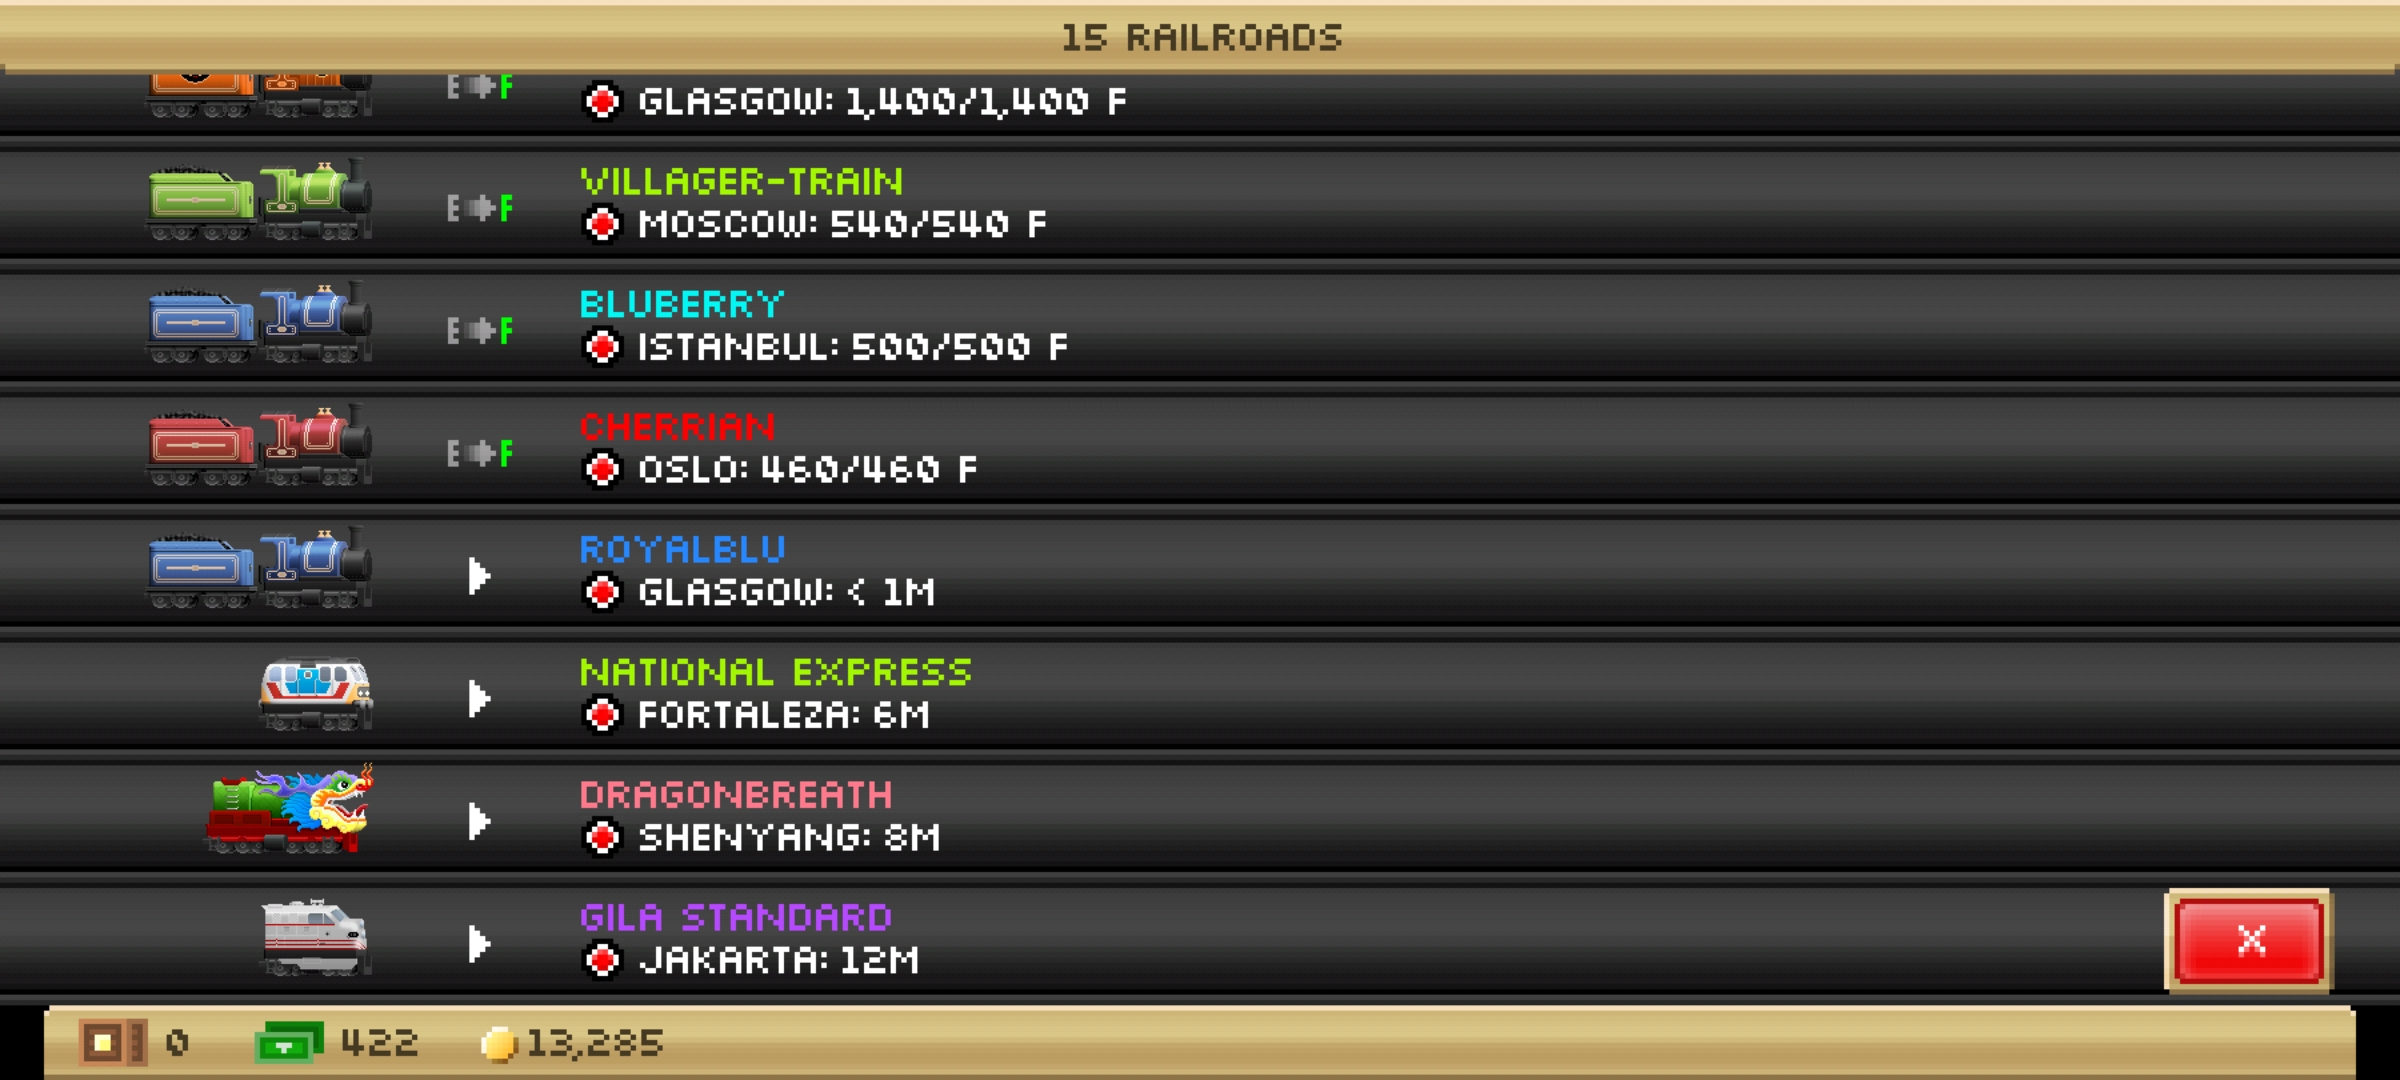 15 RAILROADS
E F
GLASGOW: 1,400/1,400 F
VILLAGER-TRAIN
E F
MOSCOW: 540/540 F
BLUBERRY
E F
ISTANBUL: 500/500 F
CHERRIAN
E F
OSLO: 460/460 F
ROYALBLU
GLASGOW: < 1M
NATIONAL EXPRESS
FORTALEZA: 6M
DRAGONBREATH
SHENYANG: 8M
GILA STANDARD
JAKARTA: 12M
X
0 422 13,285